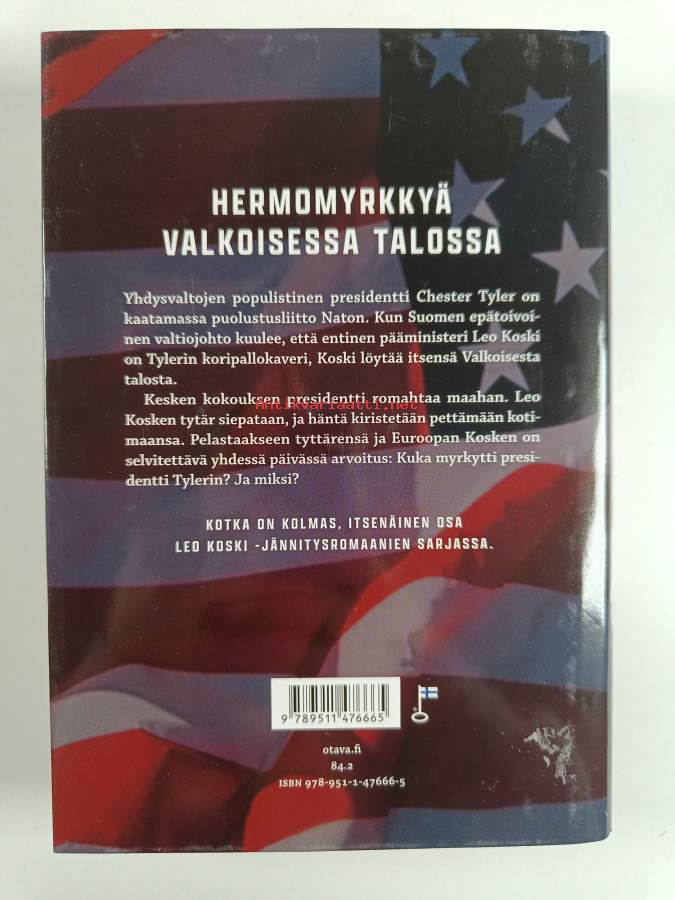 HERMOMYRKKYÄ
VALKOISESSA TALOSSA
Yhdysvaltojen populistinen presidentti Chester Tyler on
kaatamassa puolustusliitto Naton. Kun Suomen epätoivoi-
nen valtiojohto kuulee, että entinen pääministeri Leo Koski
on Tylerin koripallokaveri, Koski löytää itsensä Valkoisesta
talosta.
Kesken kokouksen presidentti romahtaa maahan. Leo
Antikvariaatti.net
Kosken tytär siepataan, ja häntä kiristetään pettämään koti-
maansa. Pelastaakseen tyttärensä ja Euroopan Kosken on
selvitettävä yhdessä päivässä arvoitus: Kuka myrkytti presi-
dentti Tylerin? Ja miksi?
KOTKA ON KOLMAS, ITSENÄINEN OSA
LEO KOSKI -JÄNNITYSROMAANIEN SARJASSA.
9 789511 476665
otava.fi
84.2
ISBN 978-951-1-47666-5